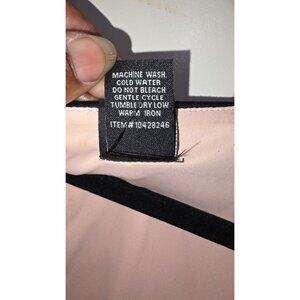 MACHINE WASH
COLD WATER
DO NOT BLEACH
GENTLE CYCLE
TUMBLE DRY LOW
WARM IRON
ITEM#10428246